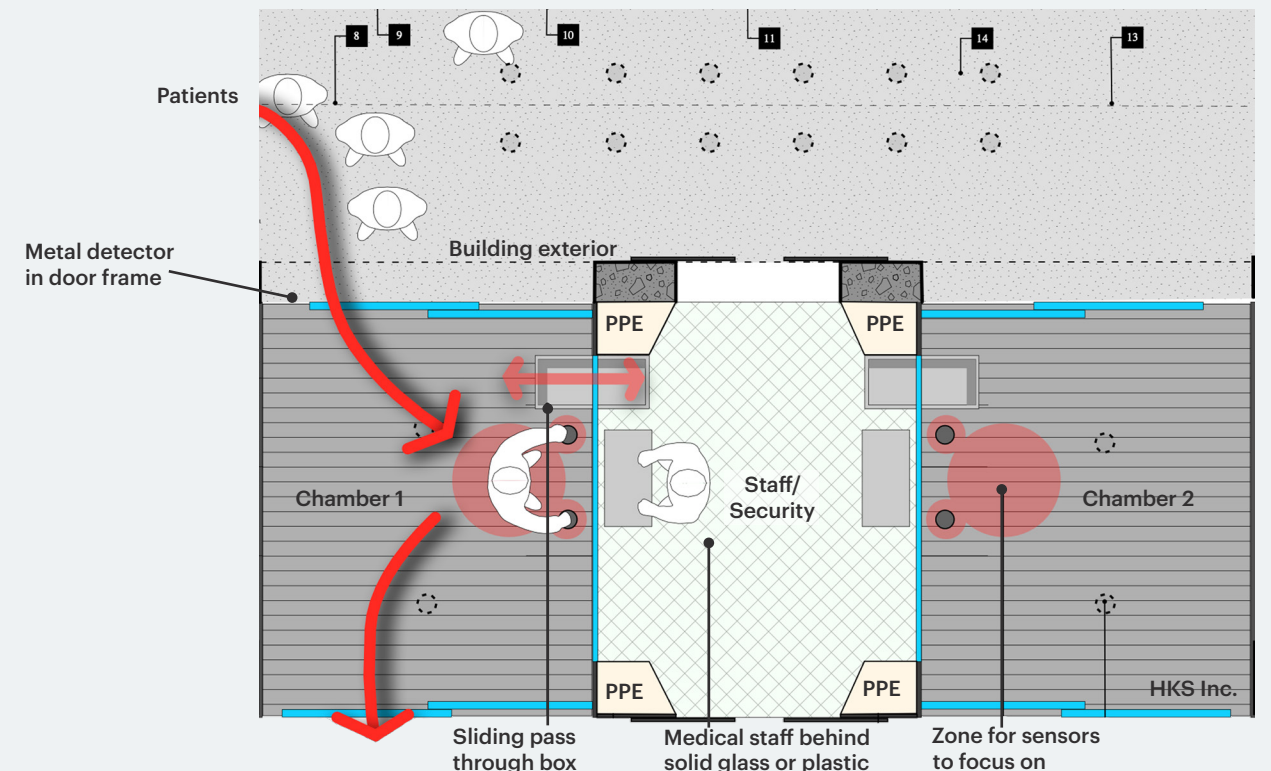 8
9
10
11
14
13
Patients
Building exterior
Metal detector
in door frame
PPE
PPE
Chamber 1
Staff/
Security
Chamber 2
PPE
PPE
HKS Inc.
Sliding pass
through box
Medical staff behind
solid glass or plastic
Zone for sensors
to focus on